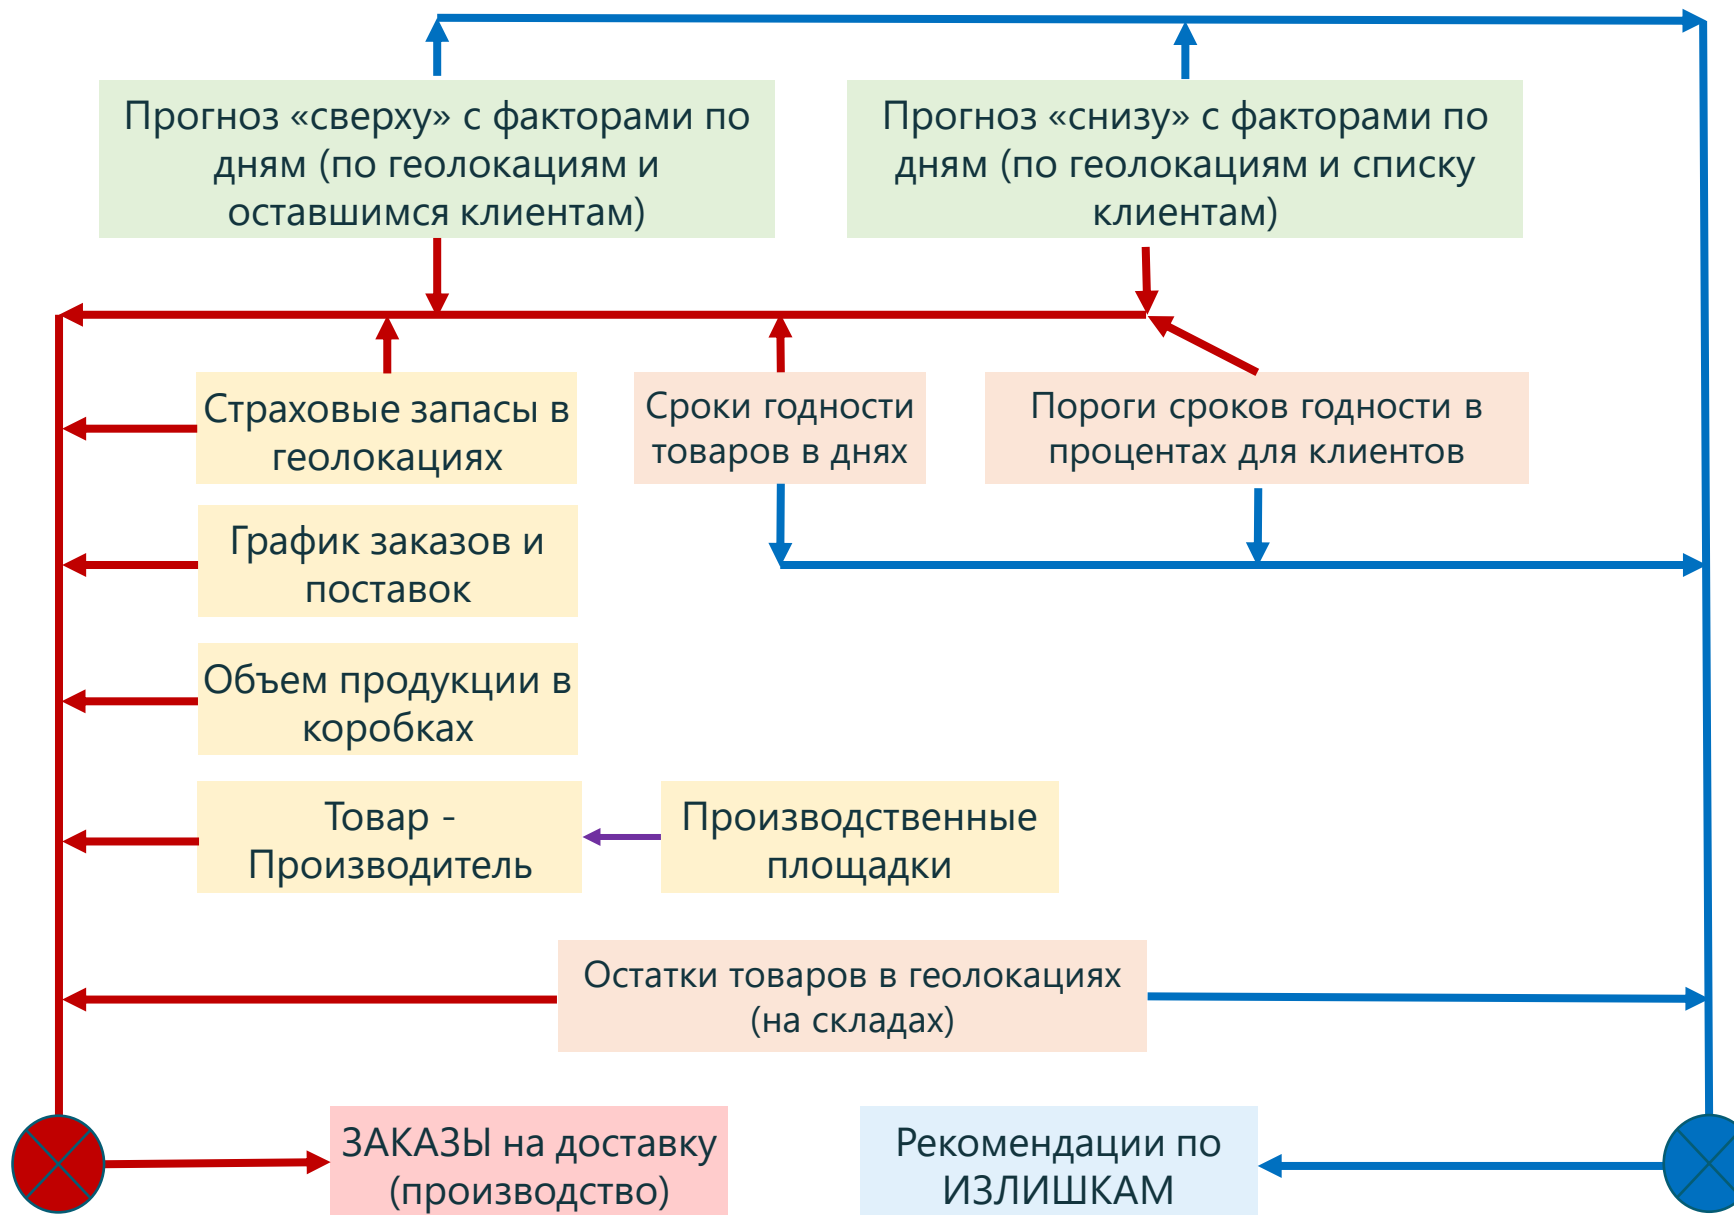 Прогноз «сверху» с факторами по
дням (по геолокациям и
оставшимся клиентам)
Прогноз «снизу» с факторами по
дням (по геолокациям и списку
клиентам)
Страховые запасы в
геолокациях
Сроки годности
товаров в днях
Пороги сроков годности в
процентах для клиентов
График заказов и
поставок
Объем продукции в
коробках
Товар -
Производитель
Производственные
площадки
Остатки товаров в геолокациях
(на складах)
ЗАКАЗЫ на доставку
(производство)
Рекомендации по
ИЗЛИШКАМ